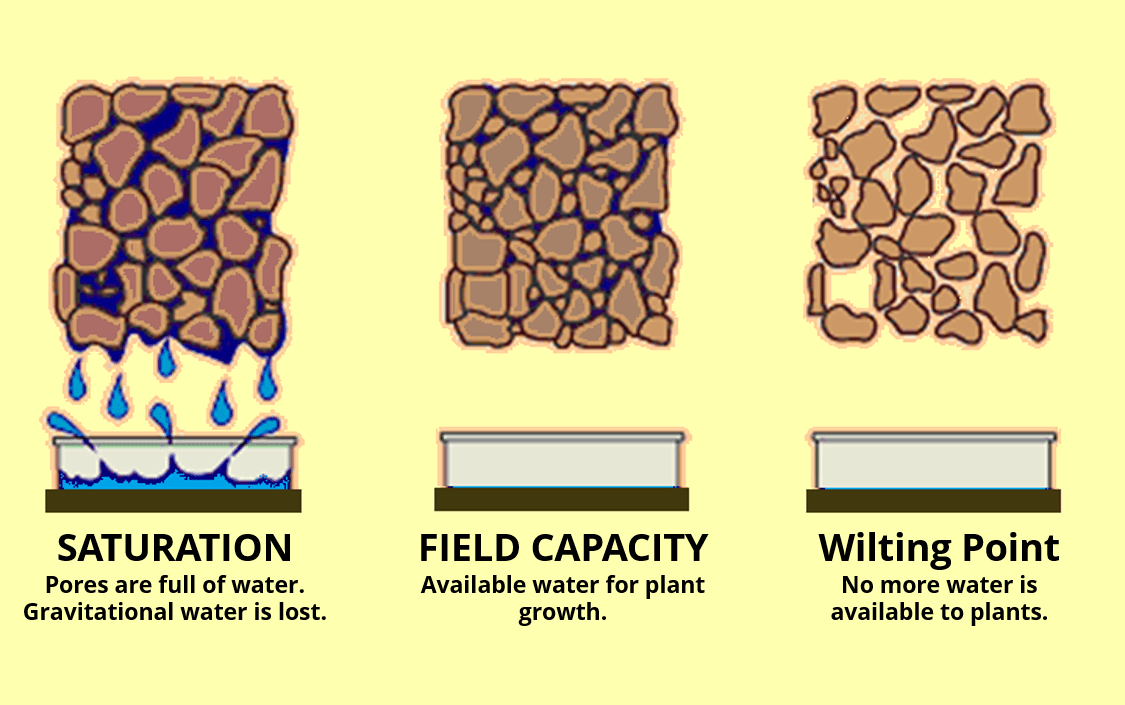 SATURATION
Pores are full of water.
Gravitational water is lost.
FIELD CAPACITY
Available water for plant
growth.
Wilting Point
No more water is
available to plants.